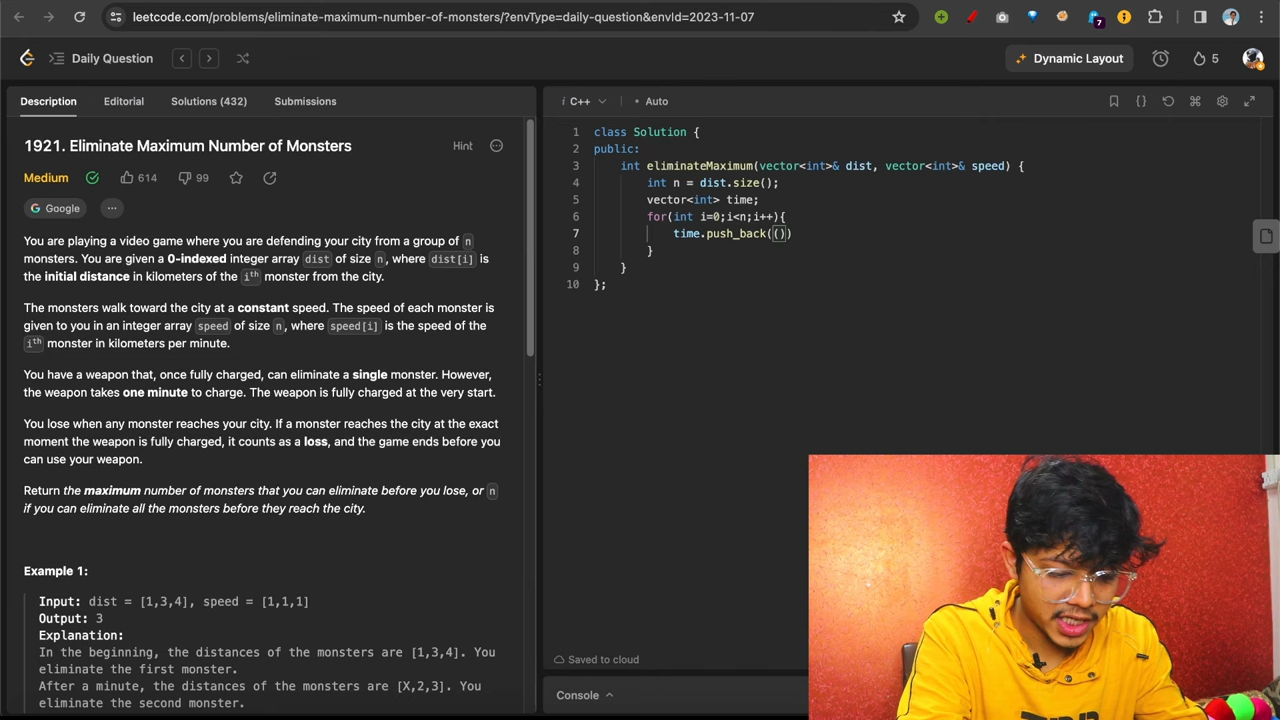 leetcode.com/problems/eliminate-maximum-number-of-monsters/?envType=daily-question&envId=2023-11-07
7
Daily Question
Dynamic Layout
5
Description
Editorial
Solutions (432)
Submissions
1921. Eliminate Maximum Number of Monsters
Hint
Medium
614
99
Google
You are playing a video game where you are defending your city from a group of n
monsters. You are given a 0-indexed integer array dist of size n, where dist[i] is
the initial distance in kilometers of the ith monster from the city.
The monsters walk toward the city at a constant speed. The speed of each monster is
given to you in an integer array speed of size n, where speed[i] is the speed of the
ith monster in kilometers per minute.
You have a weapon that, once fully charged, can eliminate a single monster. However,
the weapon takes one minute to charge. The weapon is fully charged at the very start.
You lose when any monster reaches your city. If a monster reaches the city at the exact
moment the weapon is fully charged, it counts as a loss, and the game ends before you
can use your weapon.
Return the maximum number of monsters that you can eliminate before you lose, or n
if you can eliminate all the monsters before they reach the city.
Example 1:
Input: dist = [1,3,4], speed = [1,1,1]
Output: 3
Explanation:
In the beginning, the distances of the monsters are [1,3,4]. You
eliminate the first monster.
After a minute, the distances of the monsters are [X,2,3]. You
eliminate the second monster.
i C++
Auto
1 class Solution {
2 public:
3 int eliminateMaximum(vector<int>& dist, vector<int>& speed) {
4 int n = dist.size();
5 vector<int> time;
6 for(int i=0;i<n;i++){
7 time.push_back(())
8 }
9 }
10 };
Saved to cloud
Console